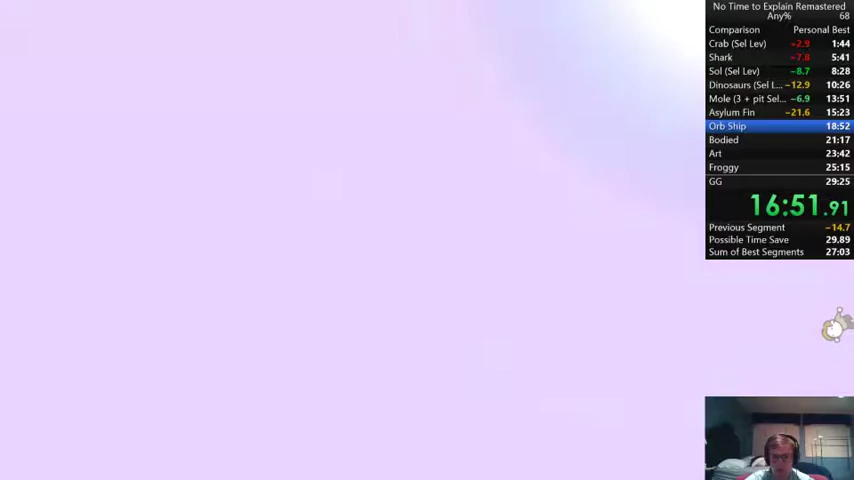 No Time to Explain Remastered
Any% 68
Comparison Personal Best
Crab (Sel Lev) -2.9 1:44
Shark -7.8 5:41
Sol (Sel Lev) -8.7 8:28
Dinosaurs (Sel L... -12.9 10:26
Mole (3 + pit Sel... -6.9 13:51
Asylum Fin -21.6 15:23
Orb Ship 18:52
Bodied 21:17
Art 23:42
Froggy 25:15
GG 29:25
16:51.91
Previous Segment -14.7
Possible Time Save 29.89
Sum of Best Segments 27:03